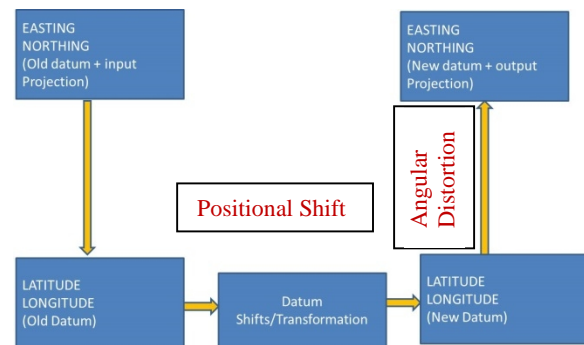 EASTING
NORTHING
(Old datum + input
Projection)
EASTING
NORTHING
(New datum + output
Projection)
Positional Shift
Angular
Distortion
LATITUDE
LONGITUDE
(Old Datum)
Datum
Shifts/Transformation
LATITUDE
LONGITUDE
(New Datum)